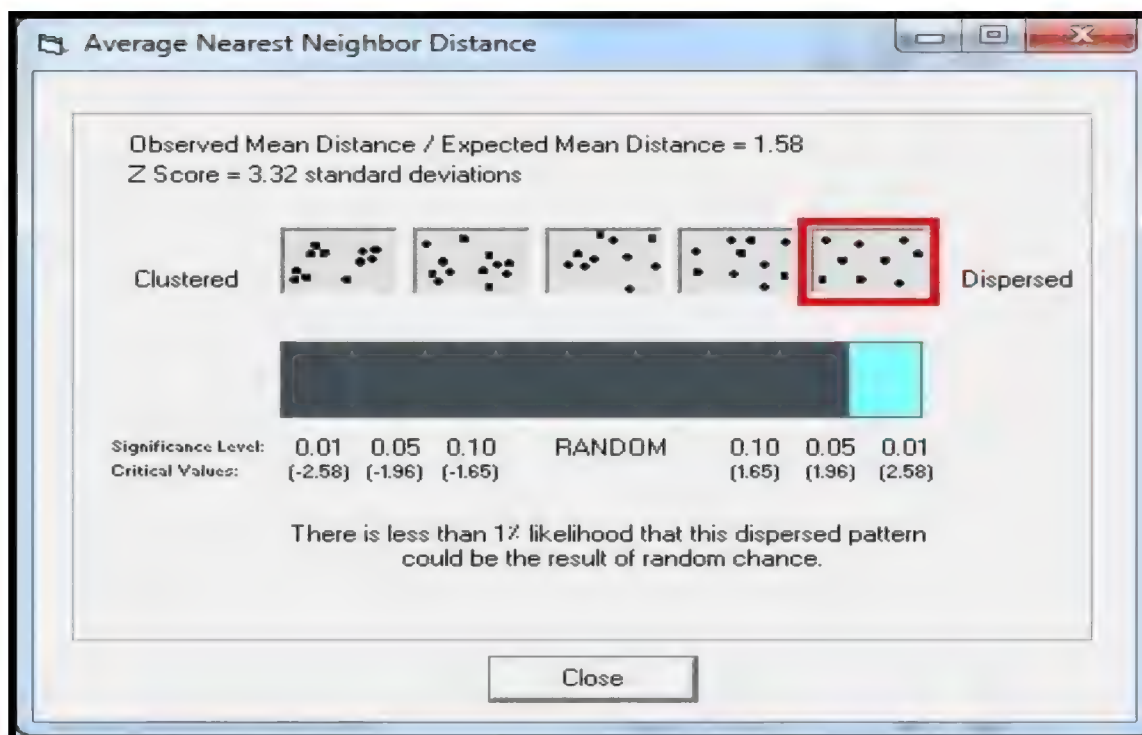 Average Nearest Neighbor Distance
Observed Mean Distance / Expected Mean Distance = 1.58
Z Score = 3.32 standard deviations
Clustered
Dispersed
Significance Level: 0.01 0.05 0.10 RANDOM 0.10 0.05 0.01
Critical Values: (-2.58) (-1.96) (-1.65) (1.65) (1.96) (2.58)
There is less than 1% likelihood that this dispersed pattern
could be the result of random chance.
Close